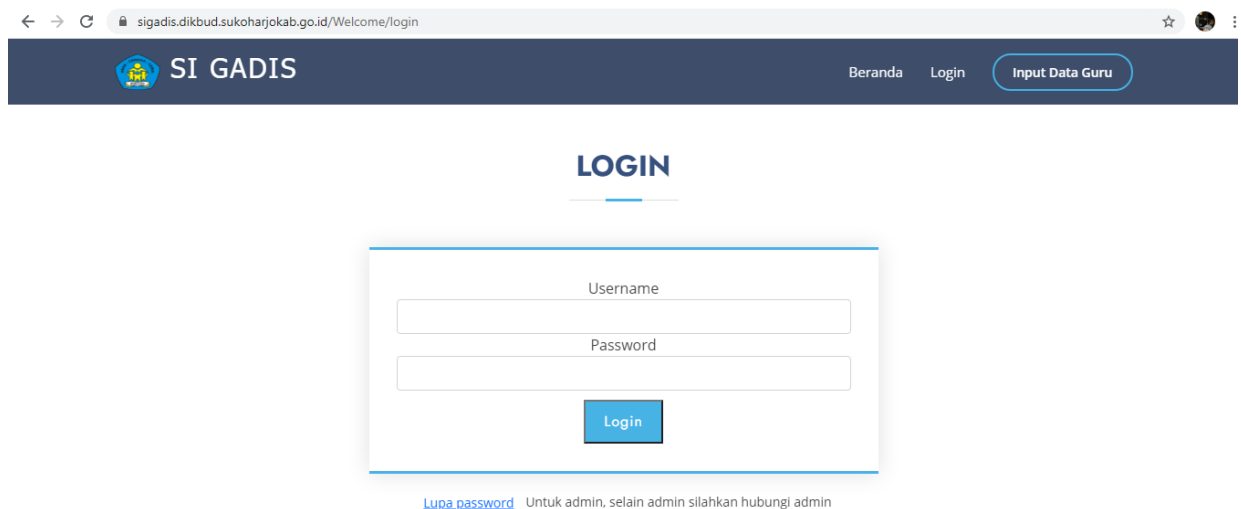 sigadis.dikbud.sukoharjokab.go.id/Welcome/login
SI GADIS
Beranda Login Input Data Guru
LOGIN
Username
Password
Login
Lupa password Untuk admin, selain admin silahkan hubungi admin